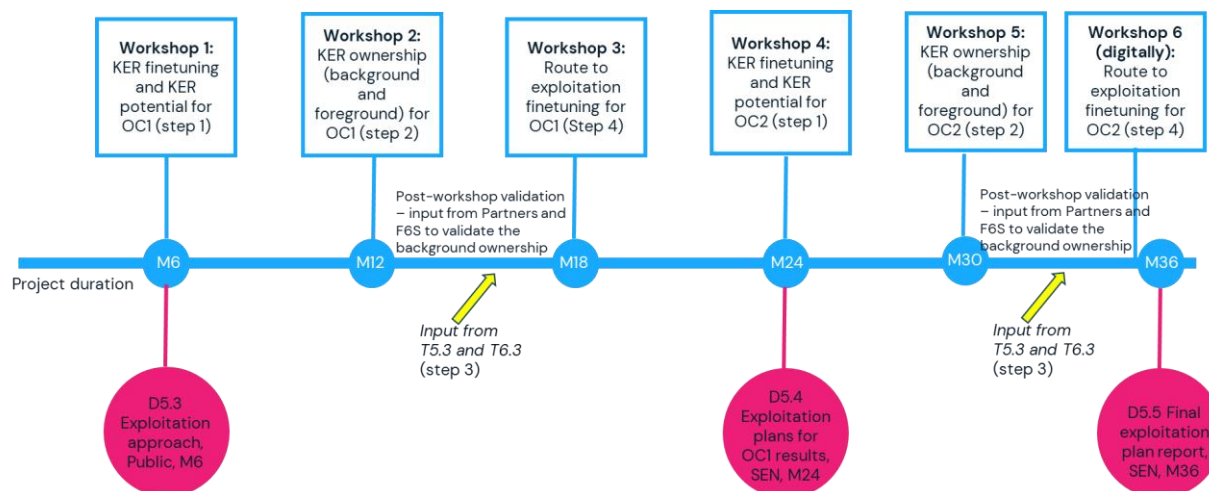 Workshop 1:
KER finetuning
and KER
potential for
OC1 (step 1)
Workshop 2:
KER ownership
(background
and
foreground) for
OC1 (step 2)
Workshop 3:
Route to
exploitation
finetuning for
OC1 (Step 4)
Workshop 4:
KER finetuning
and KER
potential for
OC2 (step 1)
Workshop 5:
KER ownership
(background
and
foreground) for
OC2 (step 2)
Workshop 6
(digitally):
Route to
exploitation
finetuning for
OC2 (step 4)
Post-workshop validation
– input from Partners and
F6S to validate the
background ownership
Post-workshop validation
– input from Partners and
F6S to validate the
background ownership
M6
M12
M18
M24
M30
M36
Project duration
Input from
T5.3 and T6.3
(step 3)
Input from
T5.3 and T6.3
(step 3)
D5.3
Exploitation
approach,
Public, M6
D5.4
Exploitation
plans for
OC1 results,
SEN, M24
D5.5 Final
exploitation
plan report,
SEN, M36